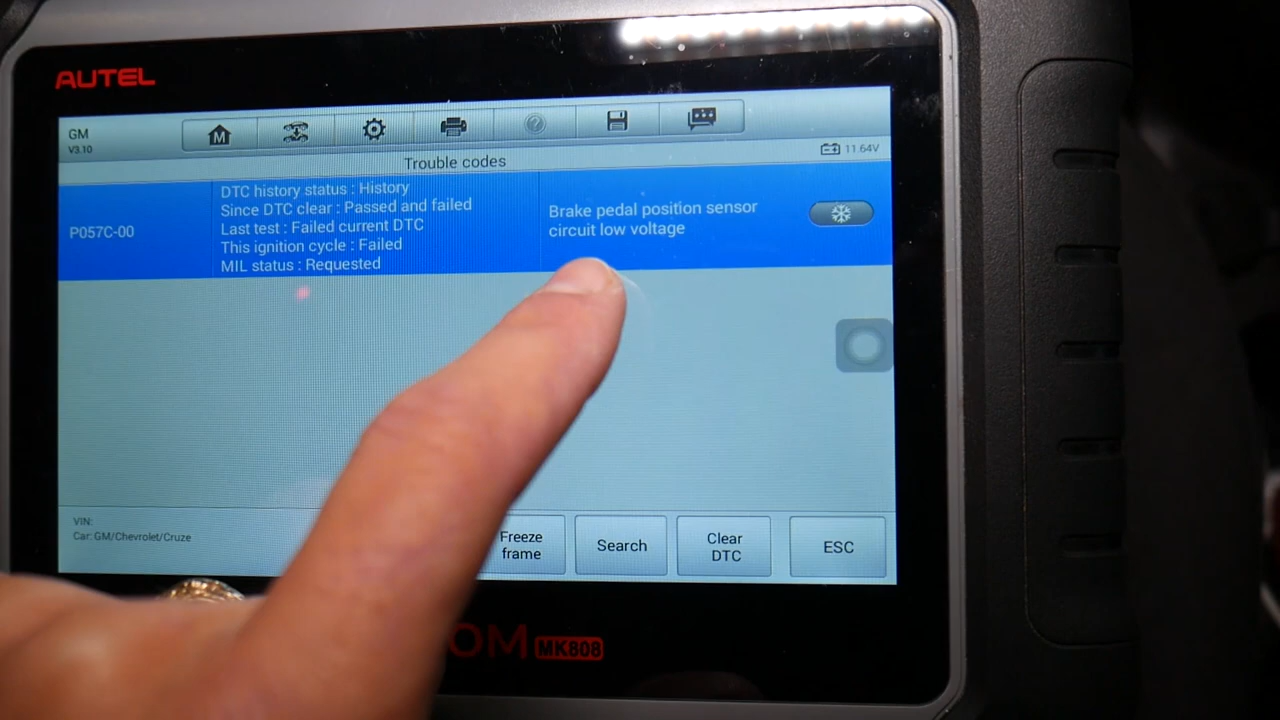 AUTEL
GM
V3.10
M
Trouble codes
11.64V
P057C-00
DTC history status : History
Since DTC clear : Passed and failed
Last test : Failed current DTC
This ignition cycle : Failed
MIL status : Requested
Brake pedal position sensor
circuit low voltage
VIN:
Car: GM/Chevrolet/Cruze
Freeze
frame
Search
Clear
DTC
ESC
OM MK808